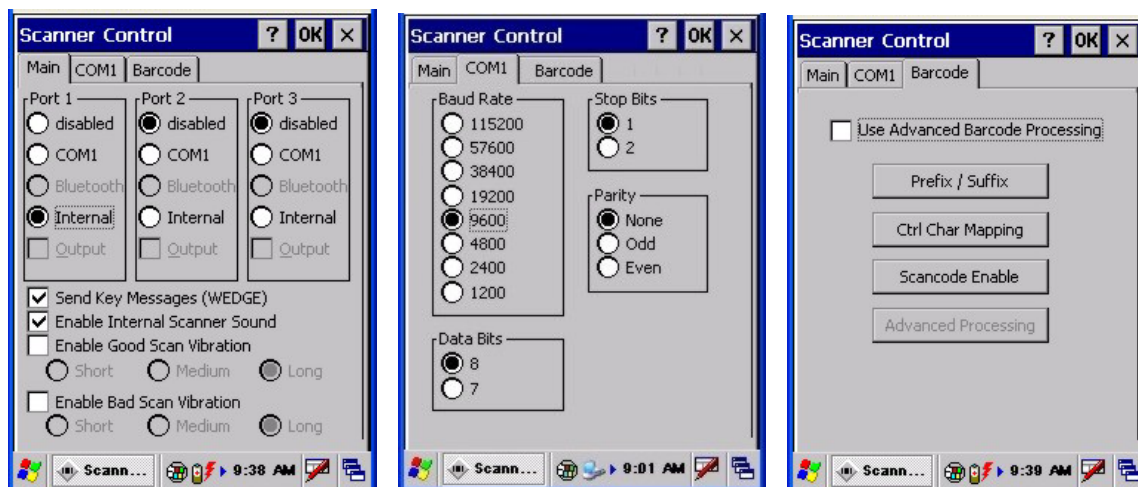 Scanner Control ? OK ×
Main COM1 Barcode
Port 1 Port 2 Port 3
disabled disabled disabled
COM1 COM1 COM1
Bluetooth Bluetooth Bluetooth
Internal Internal Internal
Output Output Output
Send Key Messages (WEDGE)
Enable Internal Scanner Sound
Enable Good Scan Vibration
Short Medium Long
Enable Bad Scan Vibration
Short Medium Long
Scann... 9:38 AM
Scanner Control ? OK ×
Main COM1 Barcode
Baud Rate
115200
57600
38400
19200
9600
4800
2400
1200
Stop Bits
1
2
Parity
None
Odd
Even
Data Bits
8
7
Scann... 9:01 AM
Scanner Control ? OK ×
Main COM1 Barcode
Use Advanced Barcode Processing
Prefix / Suffix
Ctrl Char Mapping
Scancode Enable
Advanced Processing
Scann... 9:39 AM